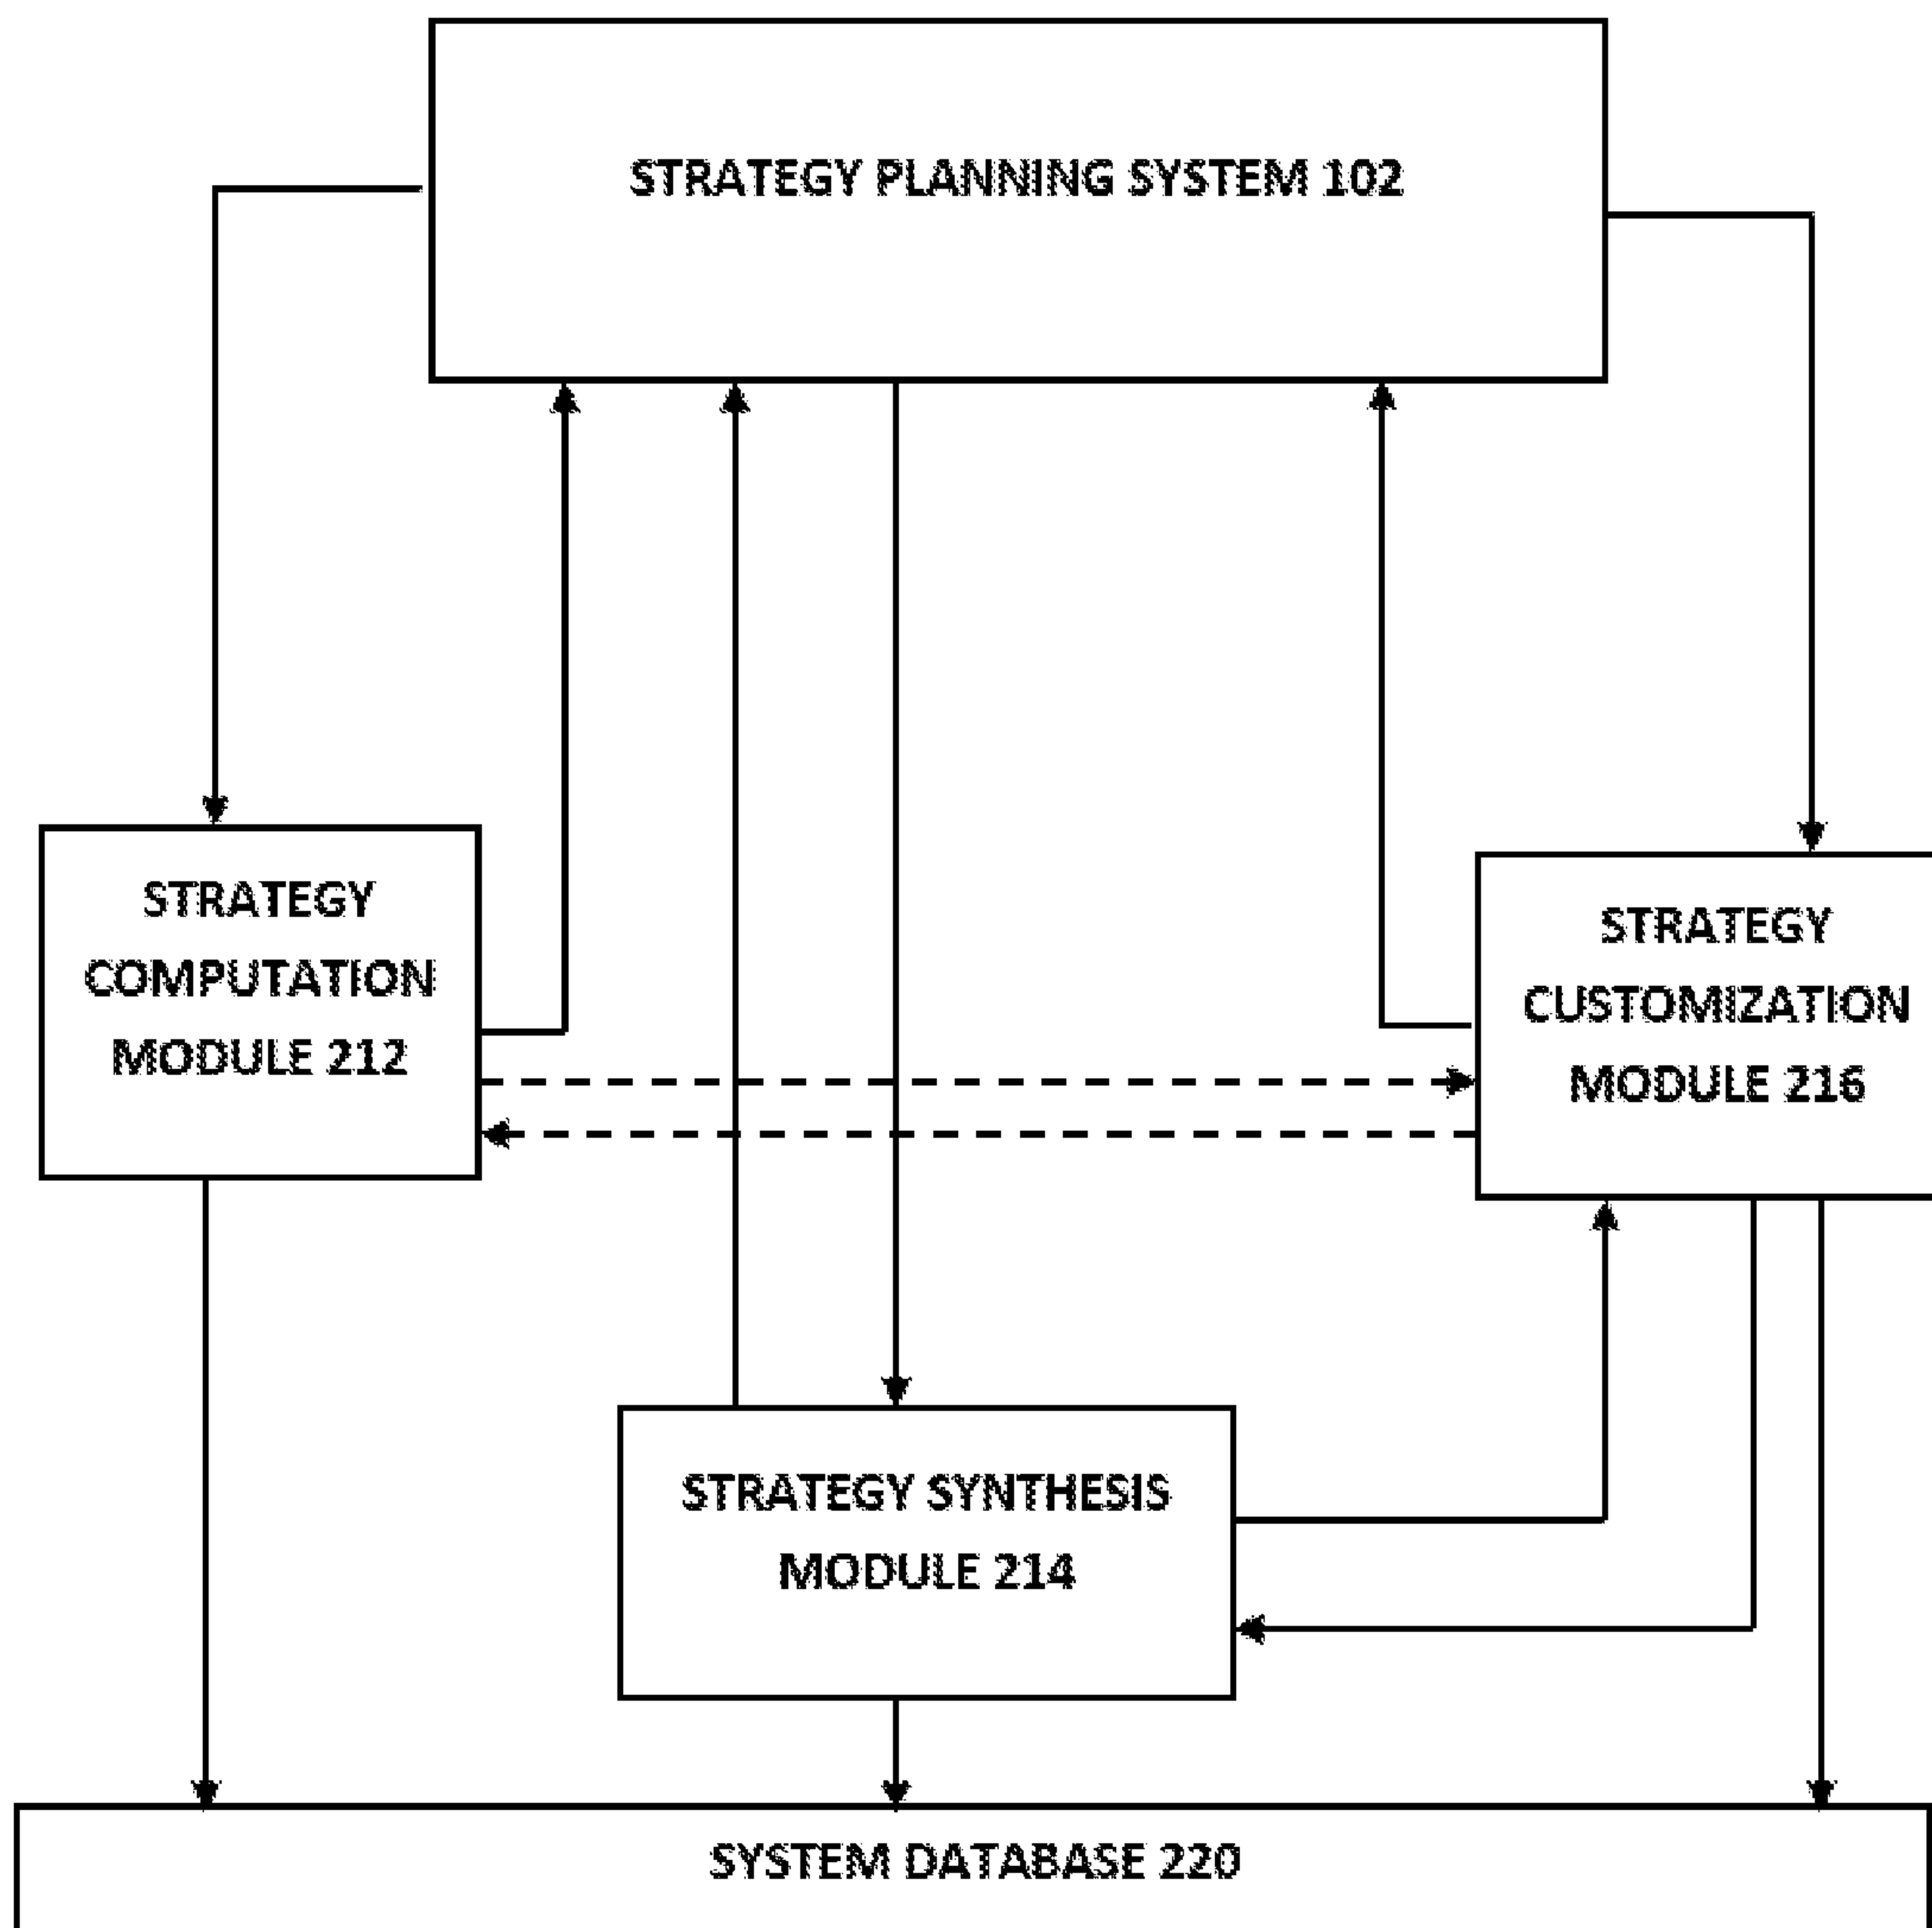 STRATEGY PLANNING SYSTEM 102
STRATEGY
COMPUTATION
MODULE 212
STRATEGY
CUSTOMIZATION
MODULE 216
STRATEGY SYNTHESIS
MODULE 214
SYSTEM DATABASE 220